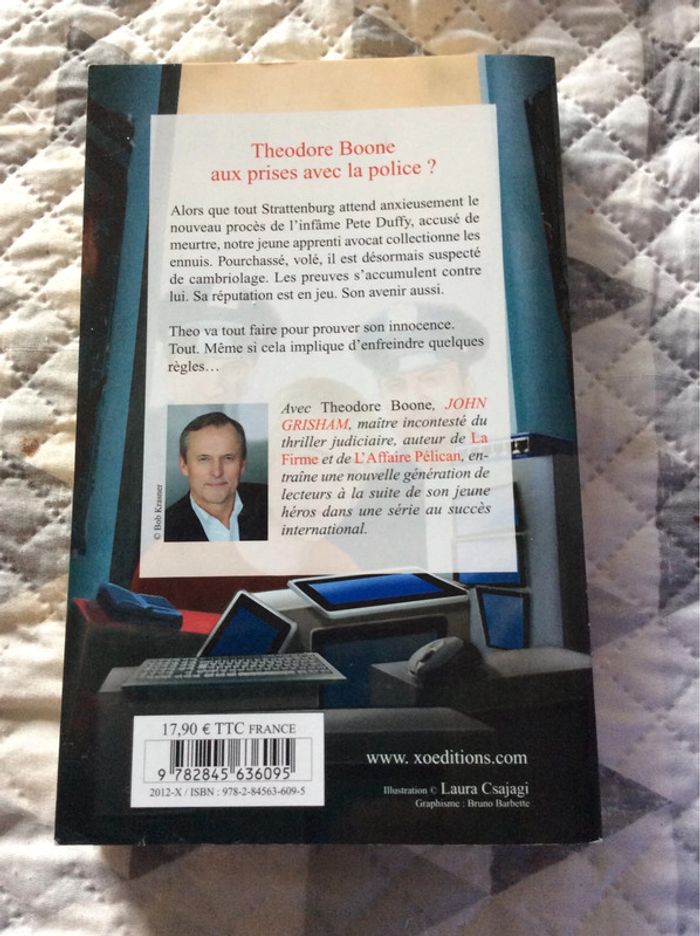 Theodore Boone
aux prises avec la police ?
Alors que tout Strattenburg attend anxieusement le
nouveau procès de l'infâme Pete Duffy, accusé de
meurtre, notre jeune apprenti avocat collectionne les
ennuis. Pourchassé, volé, il est désormais suspecté
de cambriolage. Les preuves s'accumulent contre
lui. Sa réputation est en jeu. Son avenir aussi.
Theo va tout faire pour prouver son innocence.
Tout. Même si cela implique d'enfreindre quelques
règles…
Avec Theodore Boone, JOHN
GRISHAM, maître incontesté du
thriller judiciaire, auteur de La
Firme et de L'Affaire Pélican, en-
traîne une nouvelle génération de
lecteurs à la suite de son jeune
héros dans une série au succès
international.
© Bob Krasner
17,90 € TTC FRANCE
9 782845 636095
2012-X / ISBN : 978-2-84563-609-5
www. xoeditions.com
Illustration © Laura Csajagi
Graphisme : Bruno Barbette